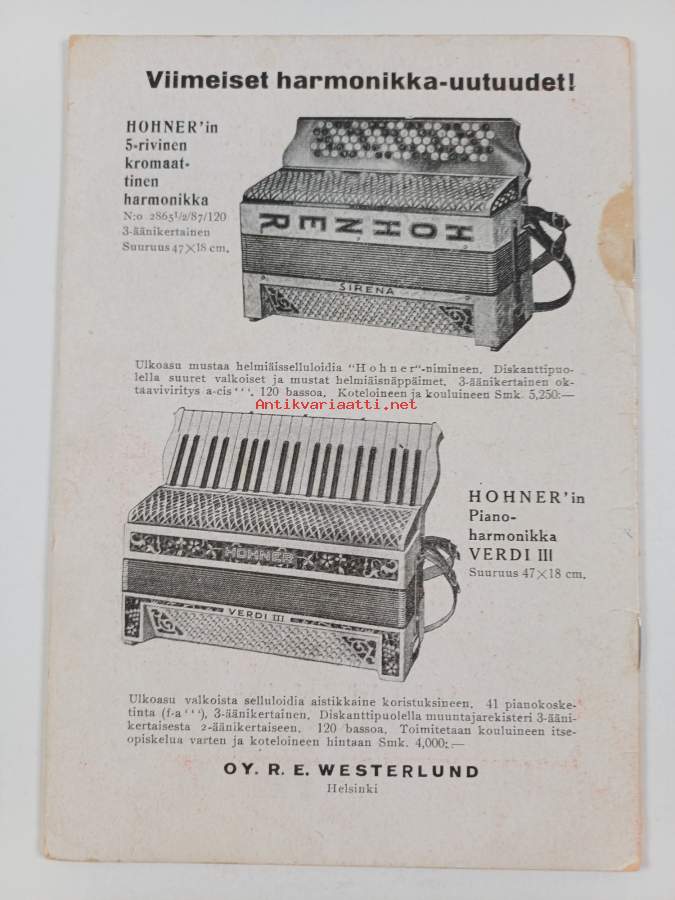 Viimeiset harmonikka-uutuudet!
HOHNER'in
5-rivinen
kromaat-
tinen
harmonikka
N:o 2865½/87/120
3-äänikertainen
Suuruus 47×18 cm.
HOHNER
SIRENA
Ulkoasu mustaa helmiäisselluloidia "Hohner"-nimineen. Diskanttipuo-
lella suuret valkoiset ja mustat helmiäisnäppäimet. 3-äänikertainen ok-
taaviviritys a-cis‘‘‘. 120 bassoa. Koteloineen ja kouluineen Smk. 5,250:—
Antikvariaatti.net
HOHNER
VERDI III
HOHNER'in
Piano-
harmonikka
VERDI III
Suuruus 47×18 cm.
Ulkoasu valkoista selluloidia aistikkaine koristuksineen. 41 pianokoske-
tinta (f-a‘‘‘). 3-äänikertainen. Diskanttipuolella muuntajarekisteri 3-ääni-
kertaisesta 2-äänikertaiseen. 120 bassoa. Toimitetaan kouluineen itse-
opiskelua varten ja koteloineen hintaan Smk. 4,000:—
OY. R. E. WESTERLUND
Helsinki